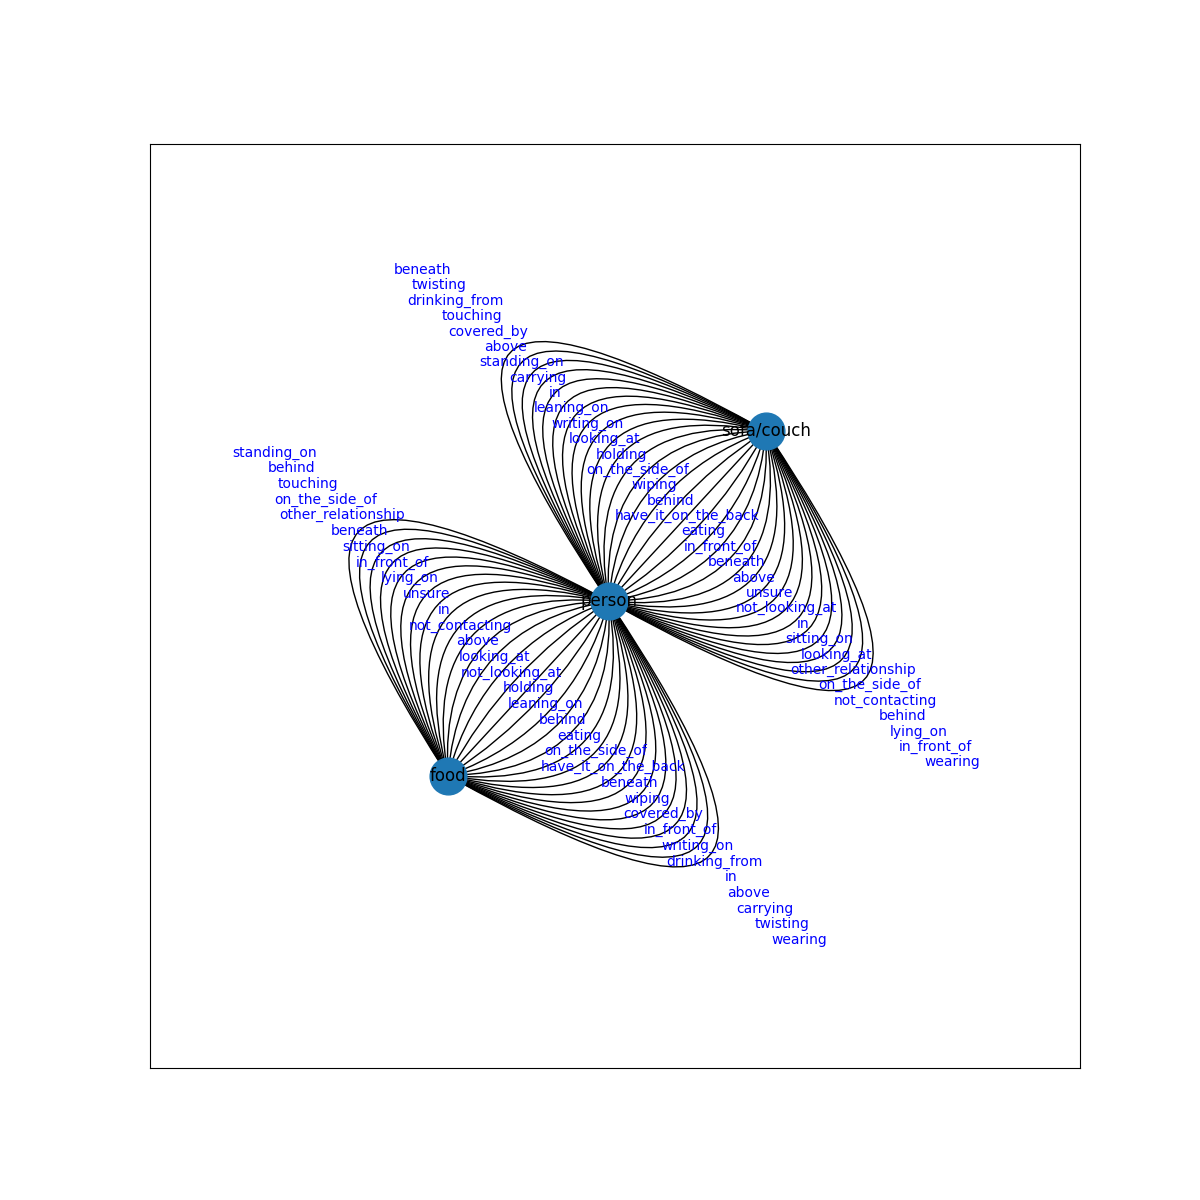 beneath
twisting
drinking_from
touching
covered_by
above
standing_on
carrying
in
leaning_on
writing_on
looking_at
holding
on_the_side_of
wiping
behind
have_it_on_the_back
eating
in_front_of
beneath
above
unsure
not_looking_at
in
sitting_on
looking_at
other_relationship
on_the_side_of
not_contacting
behind
lying_on
in_front_of
wearing
sofa/couch
person
standing_on
behind
touching
on_the_side_of
other_relationship
beneath
sitting_on
in_front_of
lying_on
unsure
in
not_contacting
above
looking_at
not_looking_at
holding
leaning_on
behind
eating
on_the_side_of
have_it_on_the_back
beneath
wiping
covered_by
in_front_of
writing_on
drinking_from
in
above
carrying
twisting
wearing
food